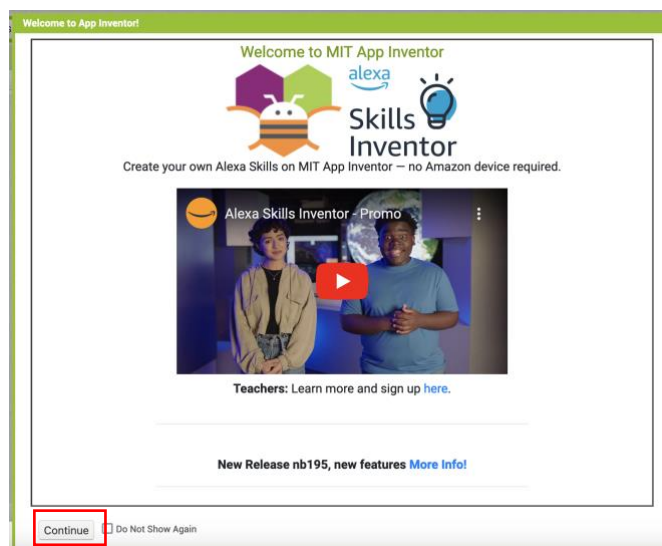 Welcome to App Inventor!
Welcome to MIT App Inventor
alexa
Skills
Inventor
Create your own Alexa Skills on MIT App Inventor — no Amazon device required.
Alexa Skills Inventor - Promo
Teachers: Learn more and sign up here.
New Release nb195, new features More Info!
Continue
Do Not Show Again